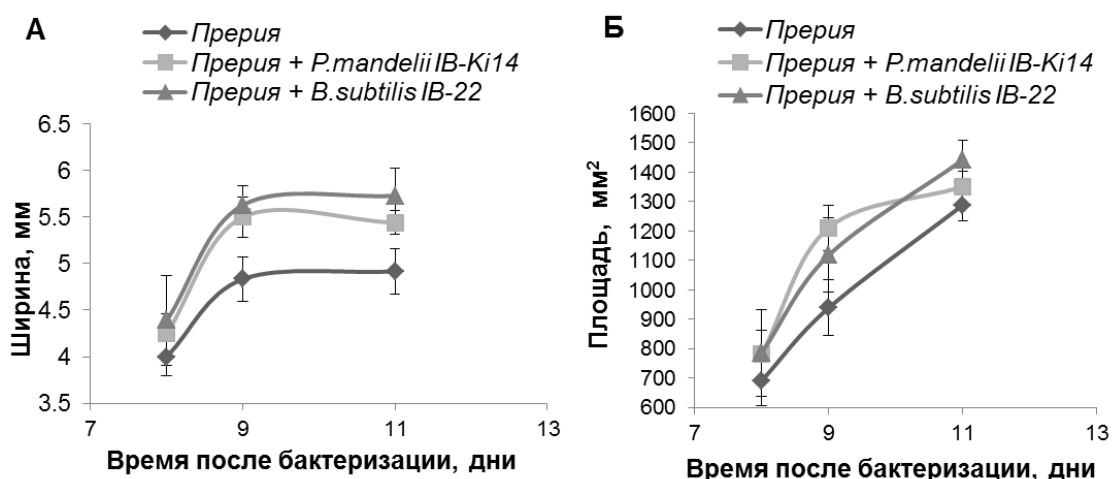 А
Прерия
Прерия + P.mandelii IB-Ki14
Прерия + B.subtilis IB-22
6.5
6
5.5
5
4.5
4
3.5
Ширина, мм
7
9
11
13
Время после бактеризации, дни
Б
Прерия
Прерия + P.mandelii IB-Ki14
Прерия + B.subtilis IB-22
1600
1500
1400
1300
1200
1100
1000
900
800
700
600
Площадь, мм²
7
9
11
13
Время после бактеризации, дни